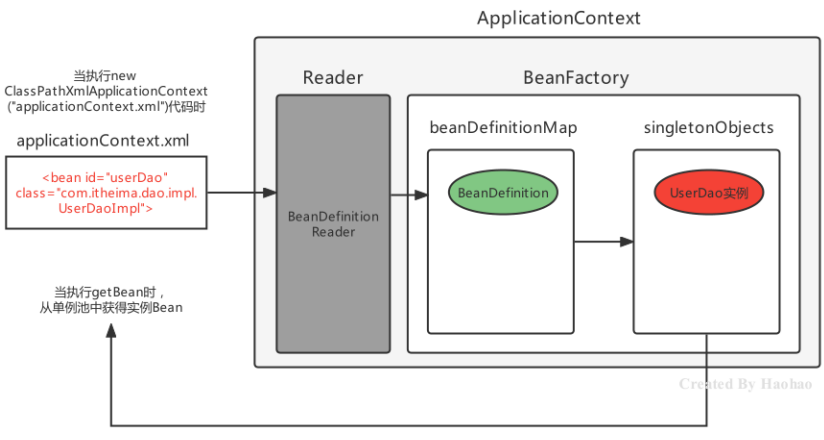 ApplicationContext
当执行new
ClassPathXmlApplicationContext
("applicationContext.xml")代码时
applicationContext.xml
<bean id="userDao"
class="com.itheima.dao.impl.
UserDaoImpl">
Reader
BeanDefinition
Reader
BeanFactory
beanDefinitionMap
BeanDefinition
singletonObjects
UserDao实例
当执行getBean时，
从单例池中获得实例Bean
Created By Haohao